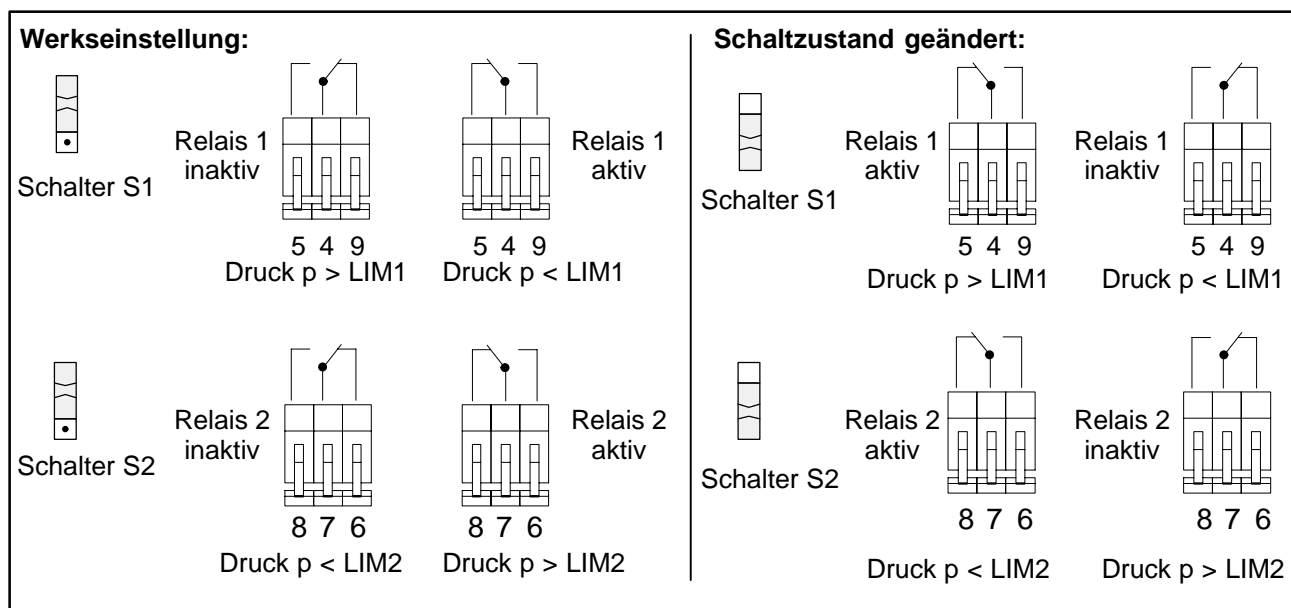 Werkseinstellung:
Relais 1
inaktiv
Relais 1
aktiv
Schalter S1
5 4 9
5 4 9
Druck p > LIM1
Druck p < LIM1
Relais 2
inaktiv
Relais 2
aktiv
Schalter S2
8 7 6
8 7 6
Druck p < LIM2
Druck p > LIM2
Schaltzustand geändert:
Relais 1
aktiv
Relais 1
inaktiv
Schalter S1
5 4 9
5 4 9
Druck p > LIM1
Druck p < LIM1
Relais 2
aktiv
Relais 2
inaktiv
Schalter S2
8 7 6
8 7 6
Druck p < LIM2
Druck p > LIM2